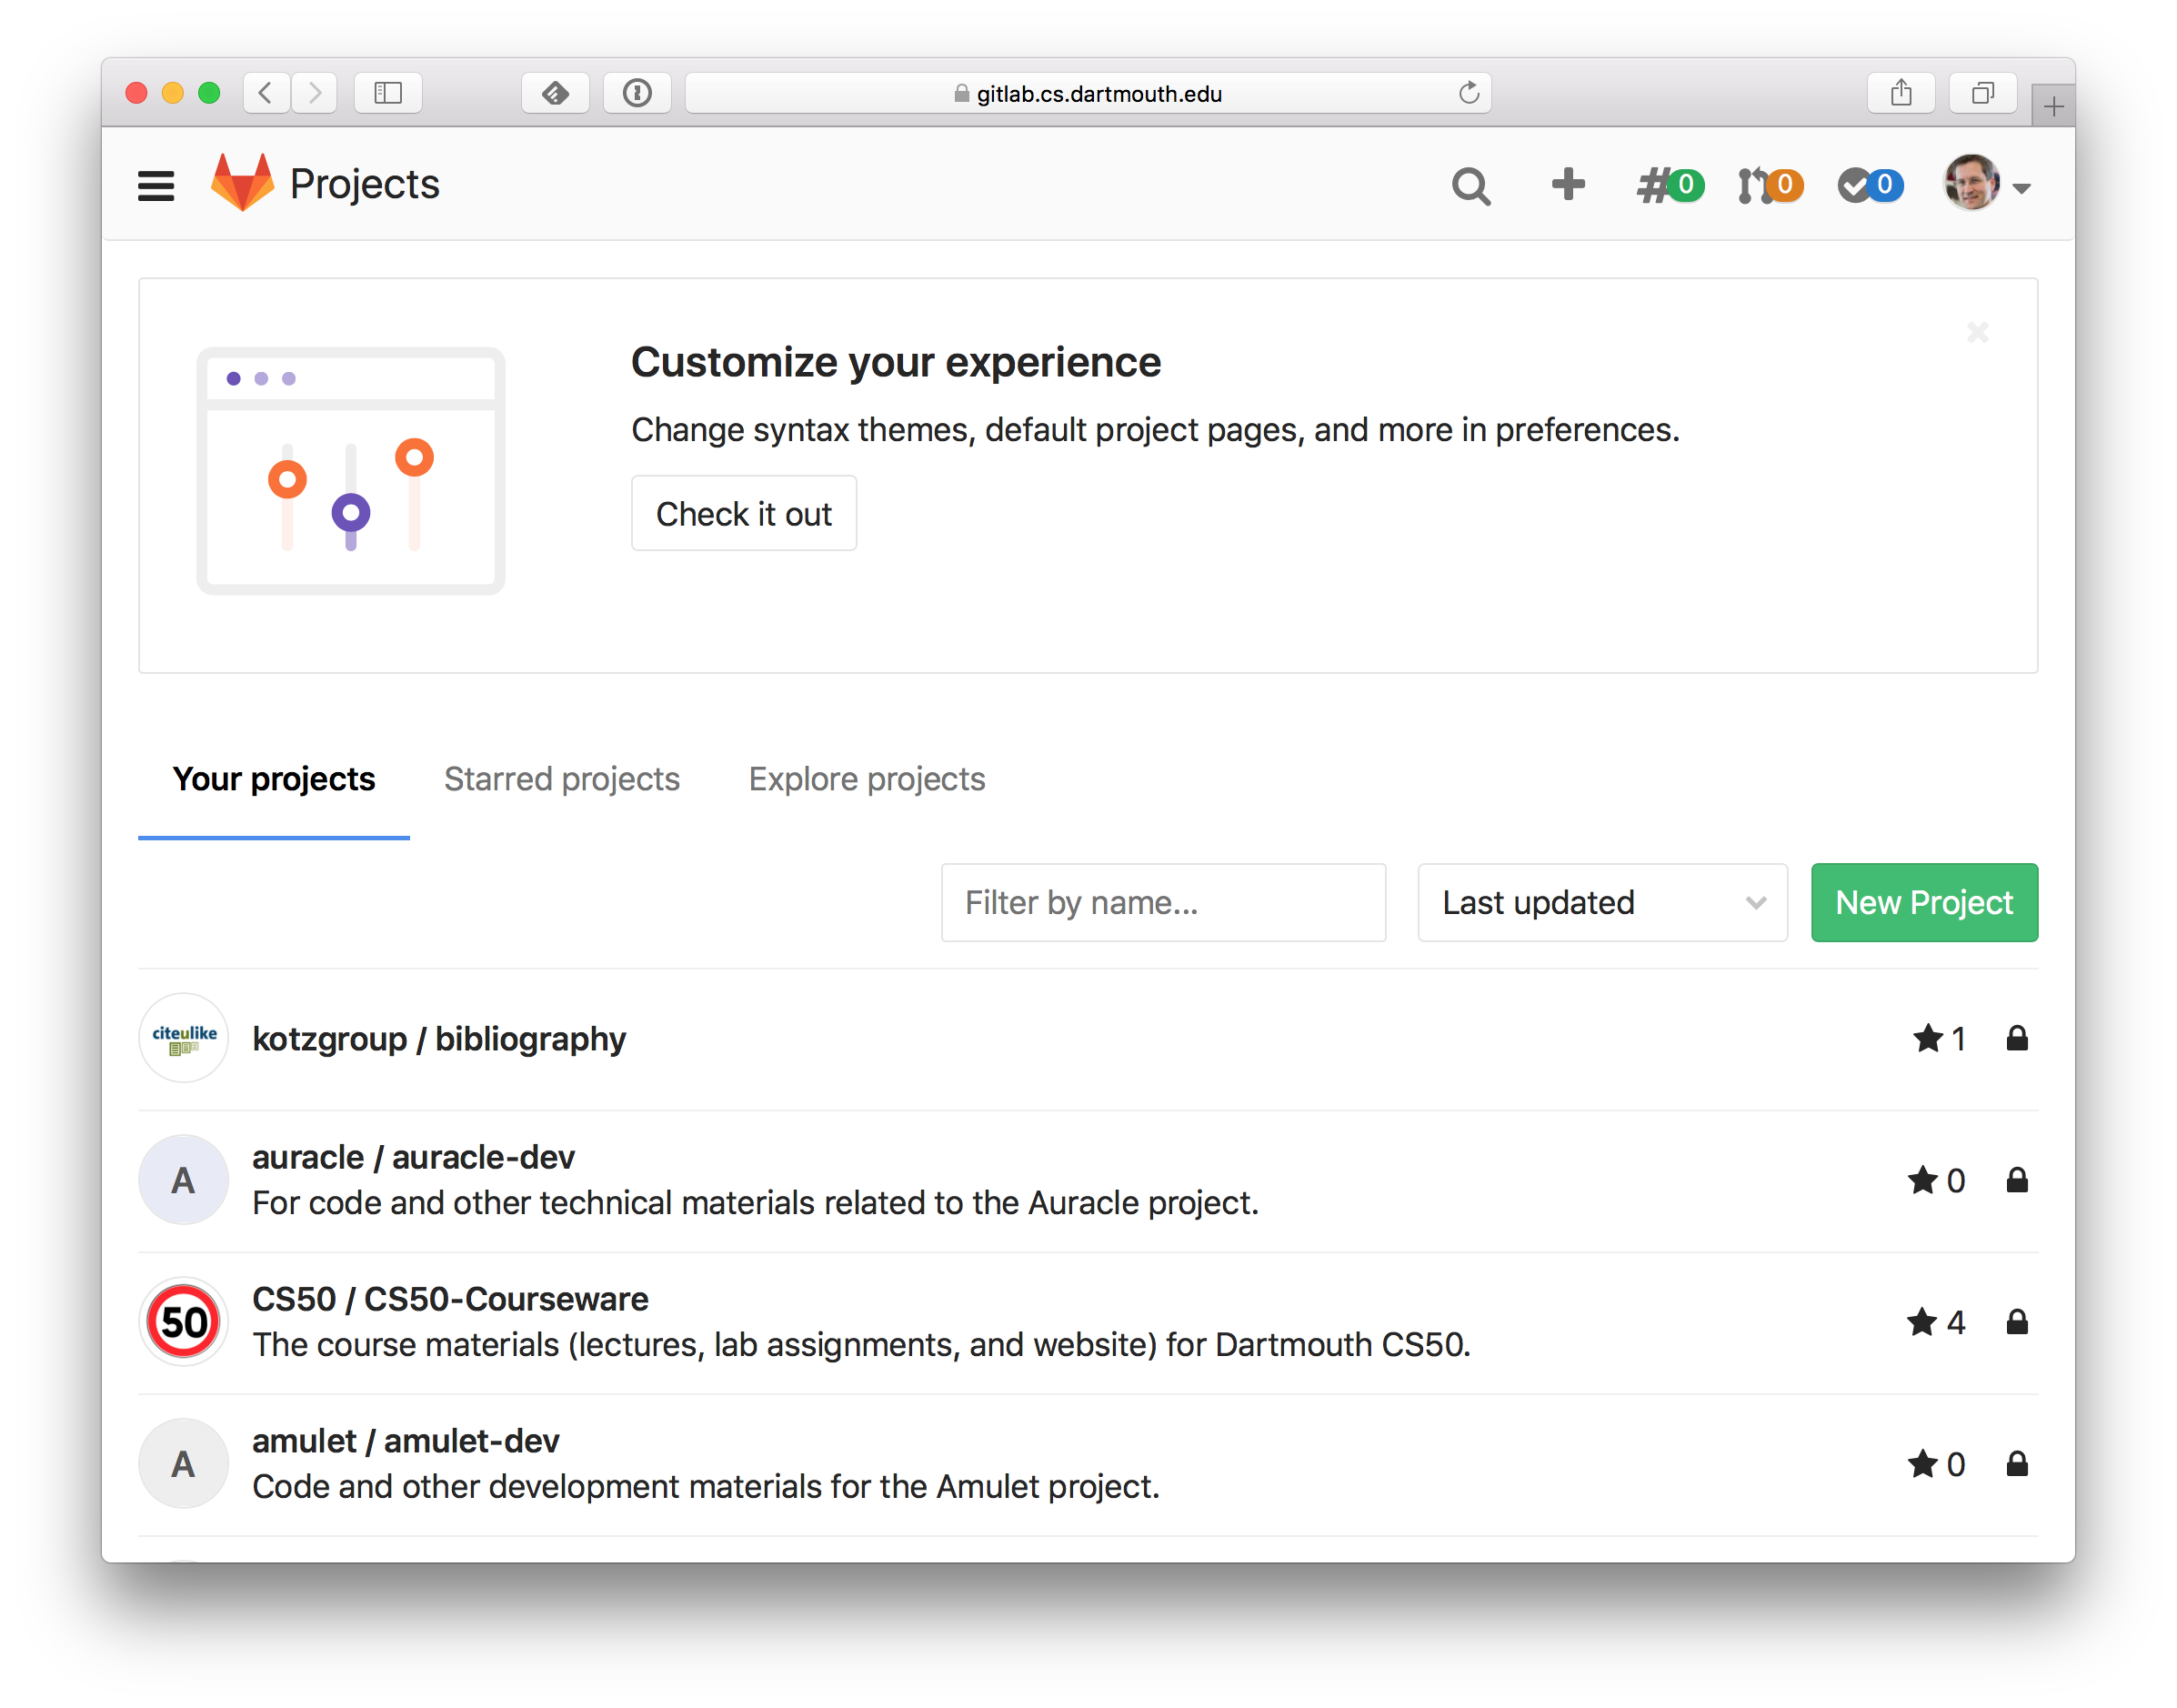 gitlab.cs.dartmouth.edu
Projects
0
0
0
Customize your experience
Change syntax themes, default project pages, and more in preferences.
Check it out
Your projects
Starred projects
Explore projects
Filter by name...
Last updated
New Project
citeulike
kotzgroup / bibliography
1
A
auracle / auracle-dev
For code and other technical materials related to the Auracle project.
0
50
CS50 / CS50-Courseware
The course materials (lectures, lab assignments, and website) for Dartmouth CS50.
4
A
amulet / amulet-dev
Code and other development materials for the Amulet project.
0